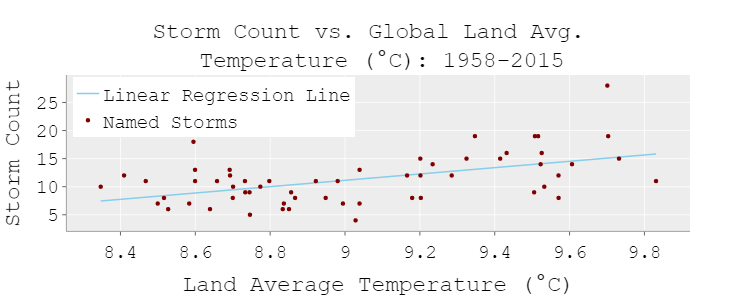 Storm Count vs. Global Land Avg.
Temperature (°C): 1958-2015
Storm Count
Linear Regression Line
Named Storms
25
20
15
10
5
8.4 8.6 8.8 9 9.2 9.4 9.6 9.8
Land Average Temperature (°C)